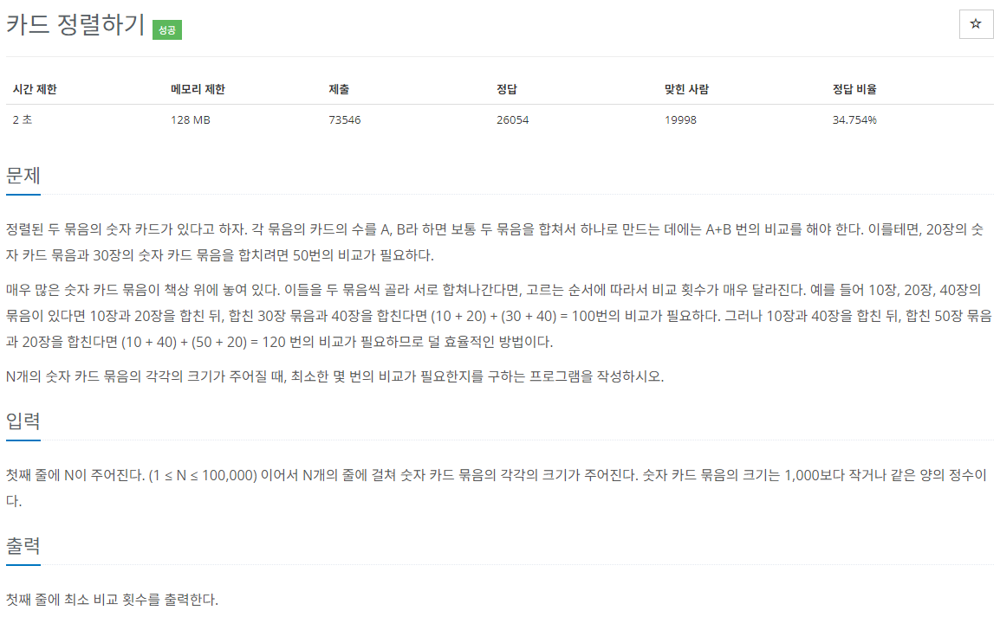 카드 정렬하기 성공
☆
시간 제한 메모리 제한 제출 정답 맞힌 사람 정답 비율
2 초 128 MB 73546 26054 19998 34.754%
문제
정렬된 두 묶음의 숫자 카드가 있다고 하자. 각 묶음의 카드의 수를 A, B라 하면 보통 두 묶음을 합쳐서 하나로 만드는 데에는 A+B 번의 비교를 해야 한다. 이를테면, 20장의 숫
자 카드 묶음과 30장의 숫자 카드 묶음을 합치려면 50번의 비교가 필요하다.
매우 많은 숫자 카드 묶음이 책상 위에 놓여 있다. 이들을 두 묶음씩 골라 서로 합쳐나간다면, 고르는 순서에 따라서 비교 횟수가 매우 달라진다. 예를 들어 10장, 20장, 40장의
묶음이 있다면 10장과 20장을 합친 뒤, 합친 30장 묶음과 40장을 합친다면 (10 + 20) + (30 + 40) = 100번의 비교가 필요하다. 그러나 10장과 40장을 합친 뒤, 합친 50장 묶음
과 20장을 합친다면 (10 + 40) + (50 + 20) = 120 번의 비교가 필요하므로 덜 효율적인 방법이다.
N개의 숫자 카드 묶음의 각각의 크기가 주어질 때, 최소한 몇 번의 비교가 필요한지를 구하는 프로그램을 작성하시오.
입력
첫째 줄에 N이 주어진다. (1 ≤ N ≤ 100,000) 이어서 N개의 줄에 걸쳐 숫자 카드 묶음의 각각의 크기가 주어진다. 숫자 카드 묶음의 크기는 1,000보다 작거나 같은 양의 정수이
다.
출력
첫째 줄에 최소 비교 횟수를 출력한다.